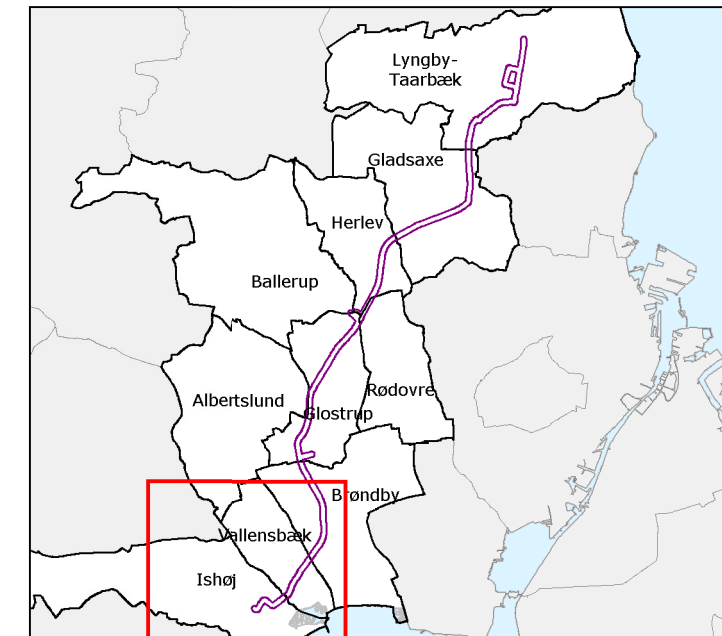 Lyngby-
Taarbæk
Gladsaxe
Herlev
Ballerup
Albertslund
Rødovre
Glostrup
Brøndby
Vallensbæk
Ishøj